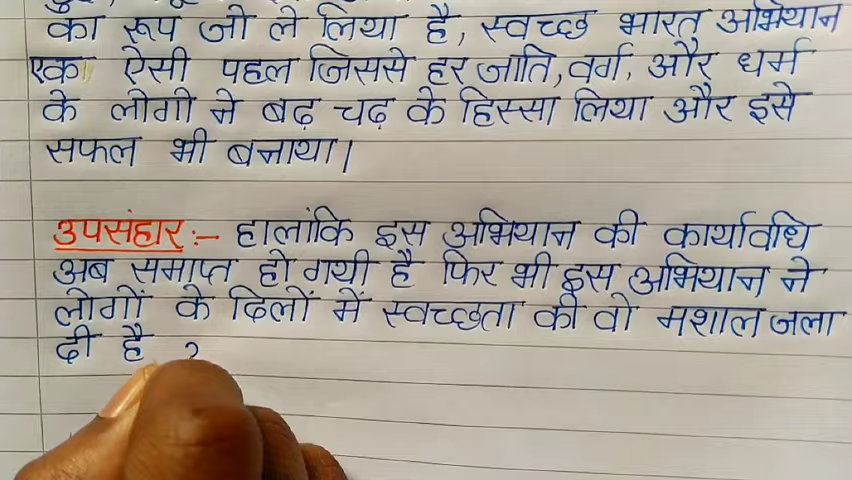 का रूप जो ले लिया है, स्वच्छ भारत अभियान
एक ऐसी पहल जिससे हर जाति, वर्ग, और धर्म
के लोगो ने बढ़ चढ़ के हिस्सा लिया और इसे
सफल भी बनाया।
उपसंहार:- हालांकि इस अभियान की कार्यावधि
अब समाप्त हो गयी है फिर भी इस अभियान ने
लोगों के दिलों में स्वच्छता की वो मशाल जला
दी है